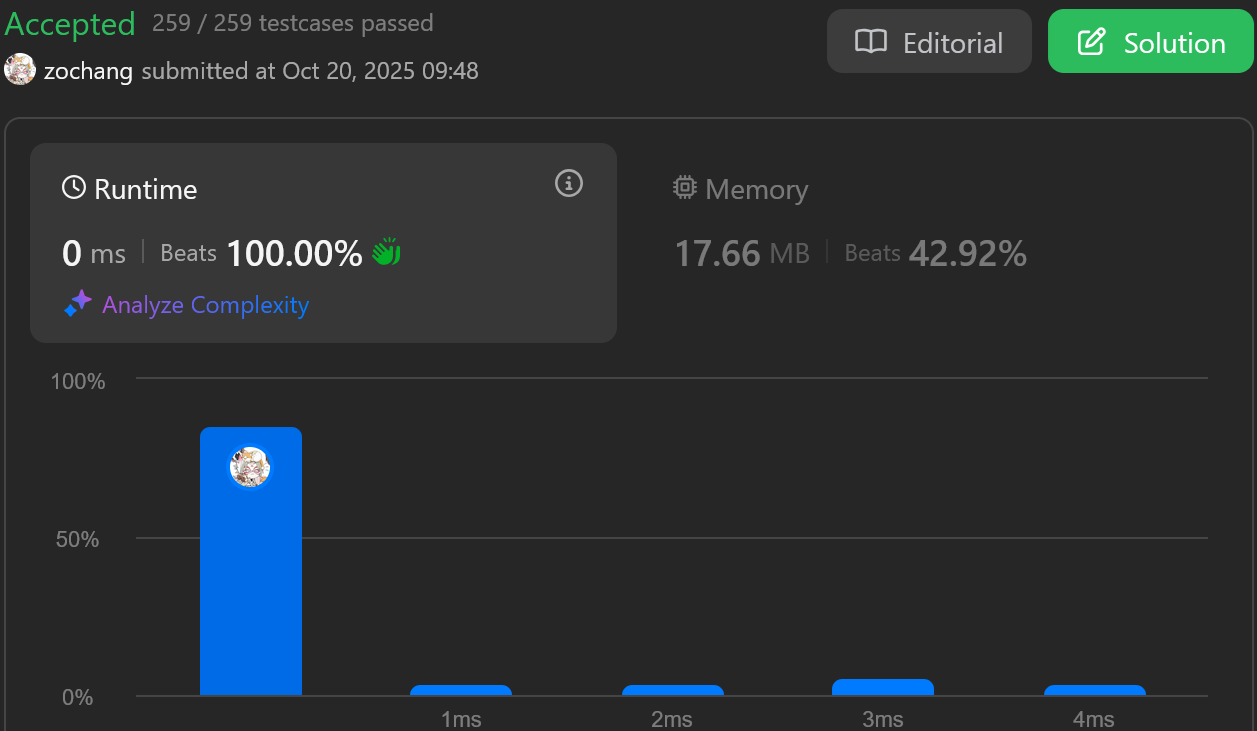 Accepted 259 / 259 testcases passed
Editorial
Solution
zochang submitted at Oct 20, 2025 09:48
Runtime
0 ms | Beats 100.00%
Analyze Complexity
Memory
17.66 MB | Beats 42.92%
100%
50%
0%
1ms 2ms 3ms 4ms